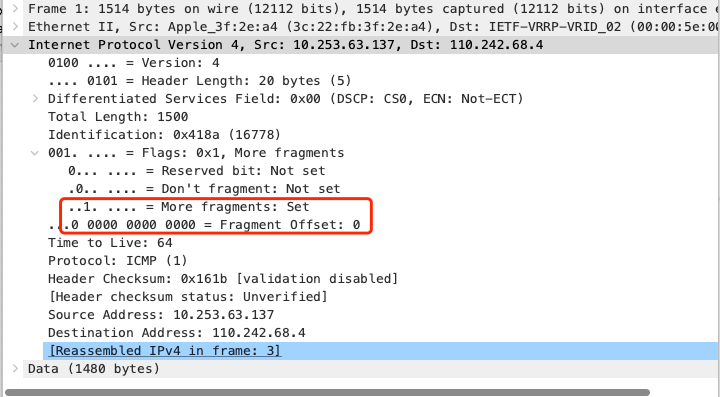 Frame 1: 1514 bytes on wire (12112 bits), 1514 bytes captured (12112 bits) on interface e
Ethernet II, Src: Apple_3f:2e:a4 (3c:22:fb:3f:2e:a4), Dst: IETF-VRRP-VRID_02 (00:00:5e:00
Internet Protocol Version 4, Src: 10.253.63.137, Dst: 110.242.68.4
0100 .... = Version: 4
.... 0101 = Header Length: 20 bytes (5)
Differentiated Services Field: 0x00 (DSCP: CS0, ECN: Not-ECT)
Total Length: 1500
Identification: 0x418a (16778)
001. .... = Flags: 0x1, More fragments
0... .... = Reserved bit: Not set
.0.. .... = Don't fragment: Not set
..1. .... = More fragments: Set
...0 0000 0000 0000 = Fragment Offset: 0
Time to Live: 64
Protocol: ICMP (1)
Header Checksum: 0x161b [validation disabled]
[Header checksum status: Unverified]
Source Address: 10.253.63.137
Destination Address: 110.242.68.4
[Reassembled IPv4 in frame: 3]
Data (1480 bytes)